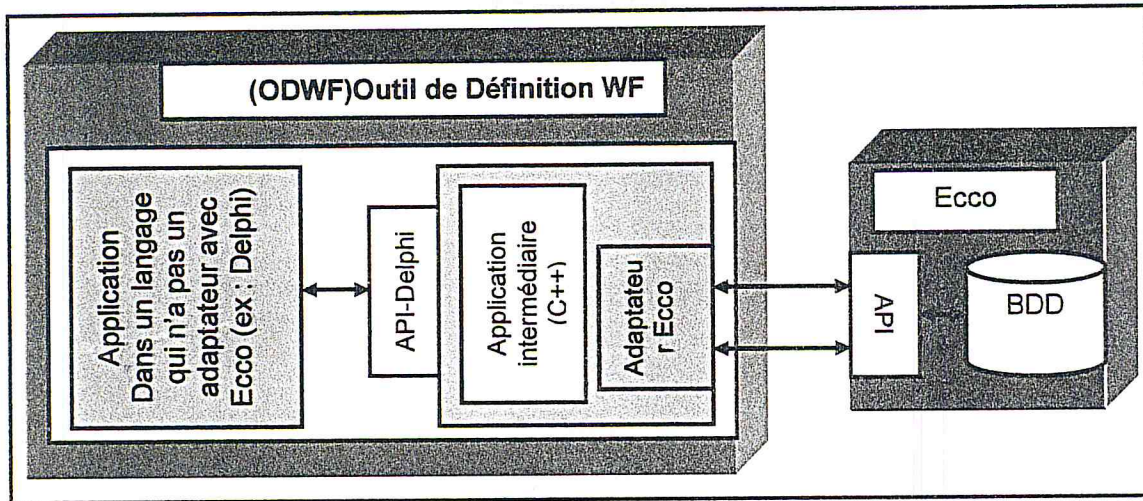 (ODWF)Outil de Définition WF
Application
Dans un langage
qui n'a pas un
adaptateur avec
Ecco (ex : Delphi)
API-Delphi
Application
intermédiaire
(C++)
Adaptateu
r Ecco
Ecco
API
BDD